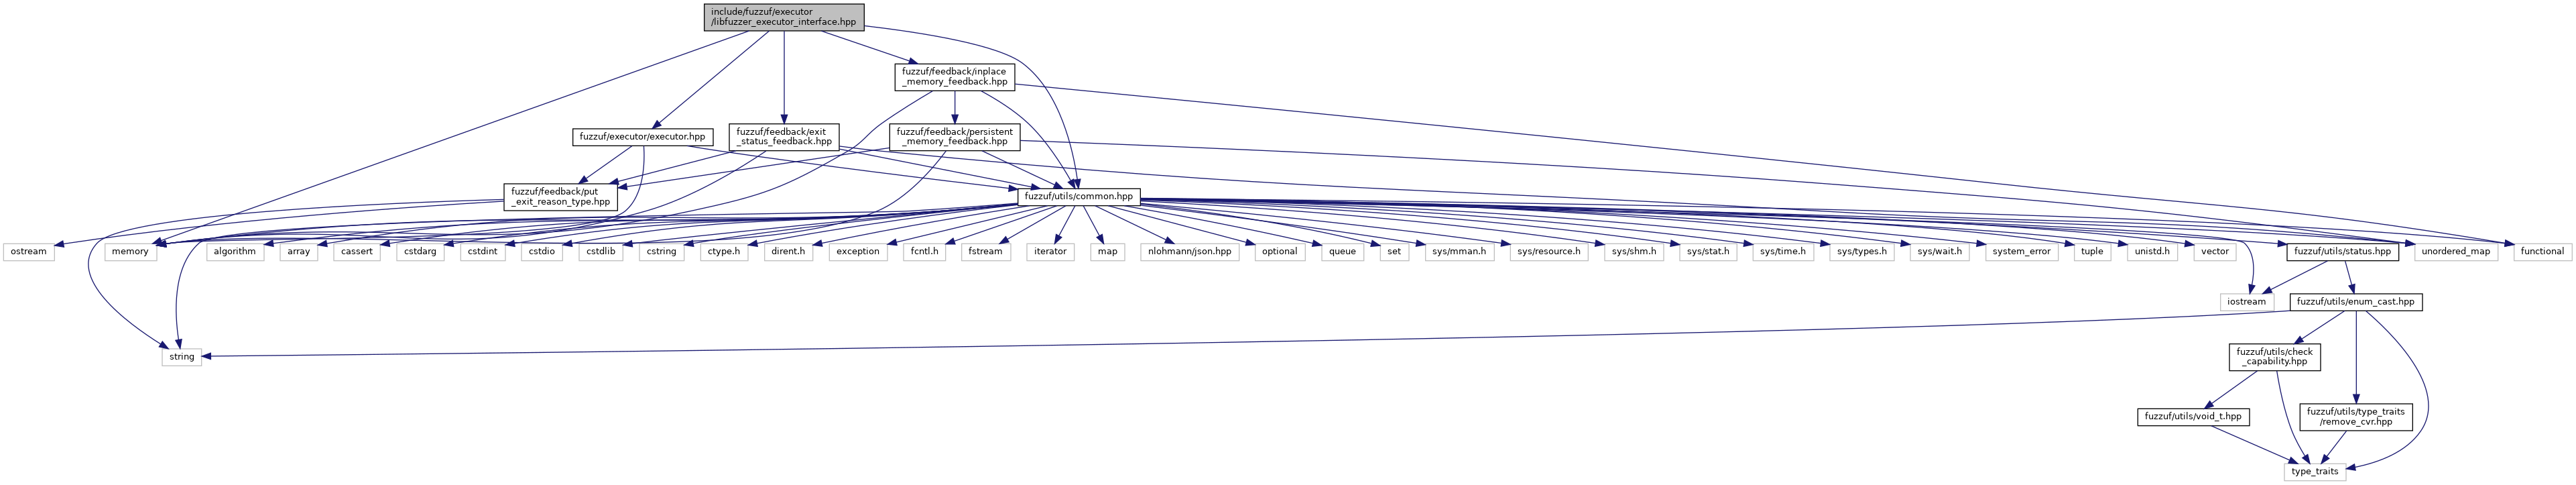 include/fuzzuf/executor
/libfuzzer_executor_interface.hpp
fuzzuf/feedback/inplace
_memory_feedback.hpp
fuzzuf/executor/executor.hpp
fuzzuf/feedback/exit
_status_feedback.hpp
fuzzuf/feedback/persistent
_memory_feedback.hpp
fuzzuf/feedback/put
_exit_reason_type.hpp
fuzzuf/utils/common.hpp
ostream
memory
algorithm
array
cassert
cstdarg
cstdint
cstdio
cstdlib
cstring
ctype.h
dirent.h
exception
fcntl.h
fstream
iterator
map
nlohmann/json.hpp
optional
queue
set
sys/mman.h
sys/resource.h
sys/shm.h
sys/stat.h
sys/time.h
sys/types.h
sys/wait.h
system_error
tuple
unistd.h
vector
fuzzuf/utils/status.hpp
unordered_map
functional
iostream
fuzzuf/utils/enum_cast.hpp
string
fuzzuf/utils/check
_capability.hpp
fuzzuf/utils/void_t.hpp
fuzzuf/utils/type_traits
/remove_cvr.hpp
type_traits